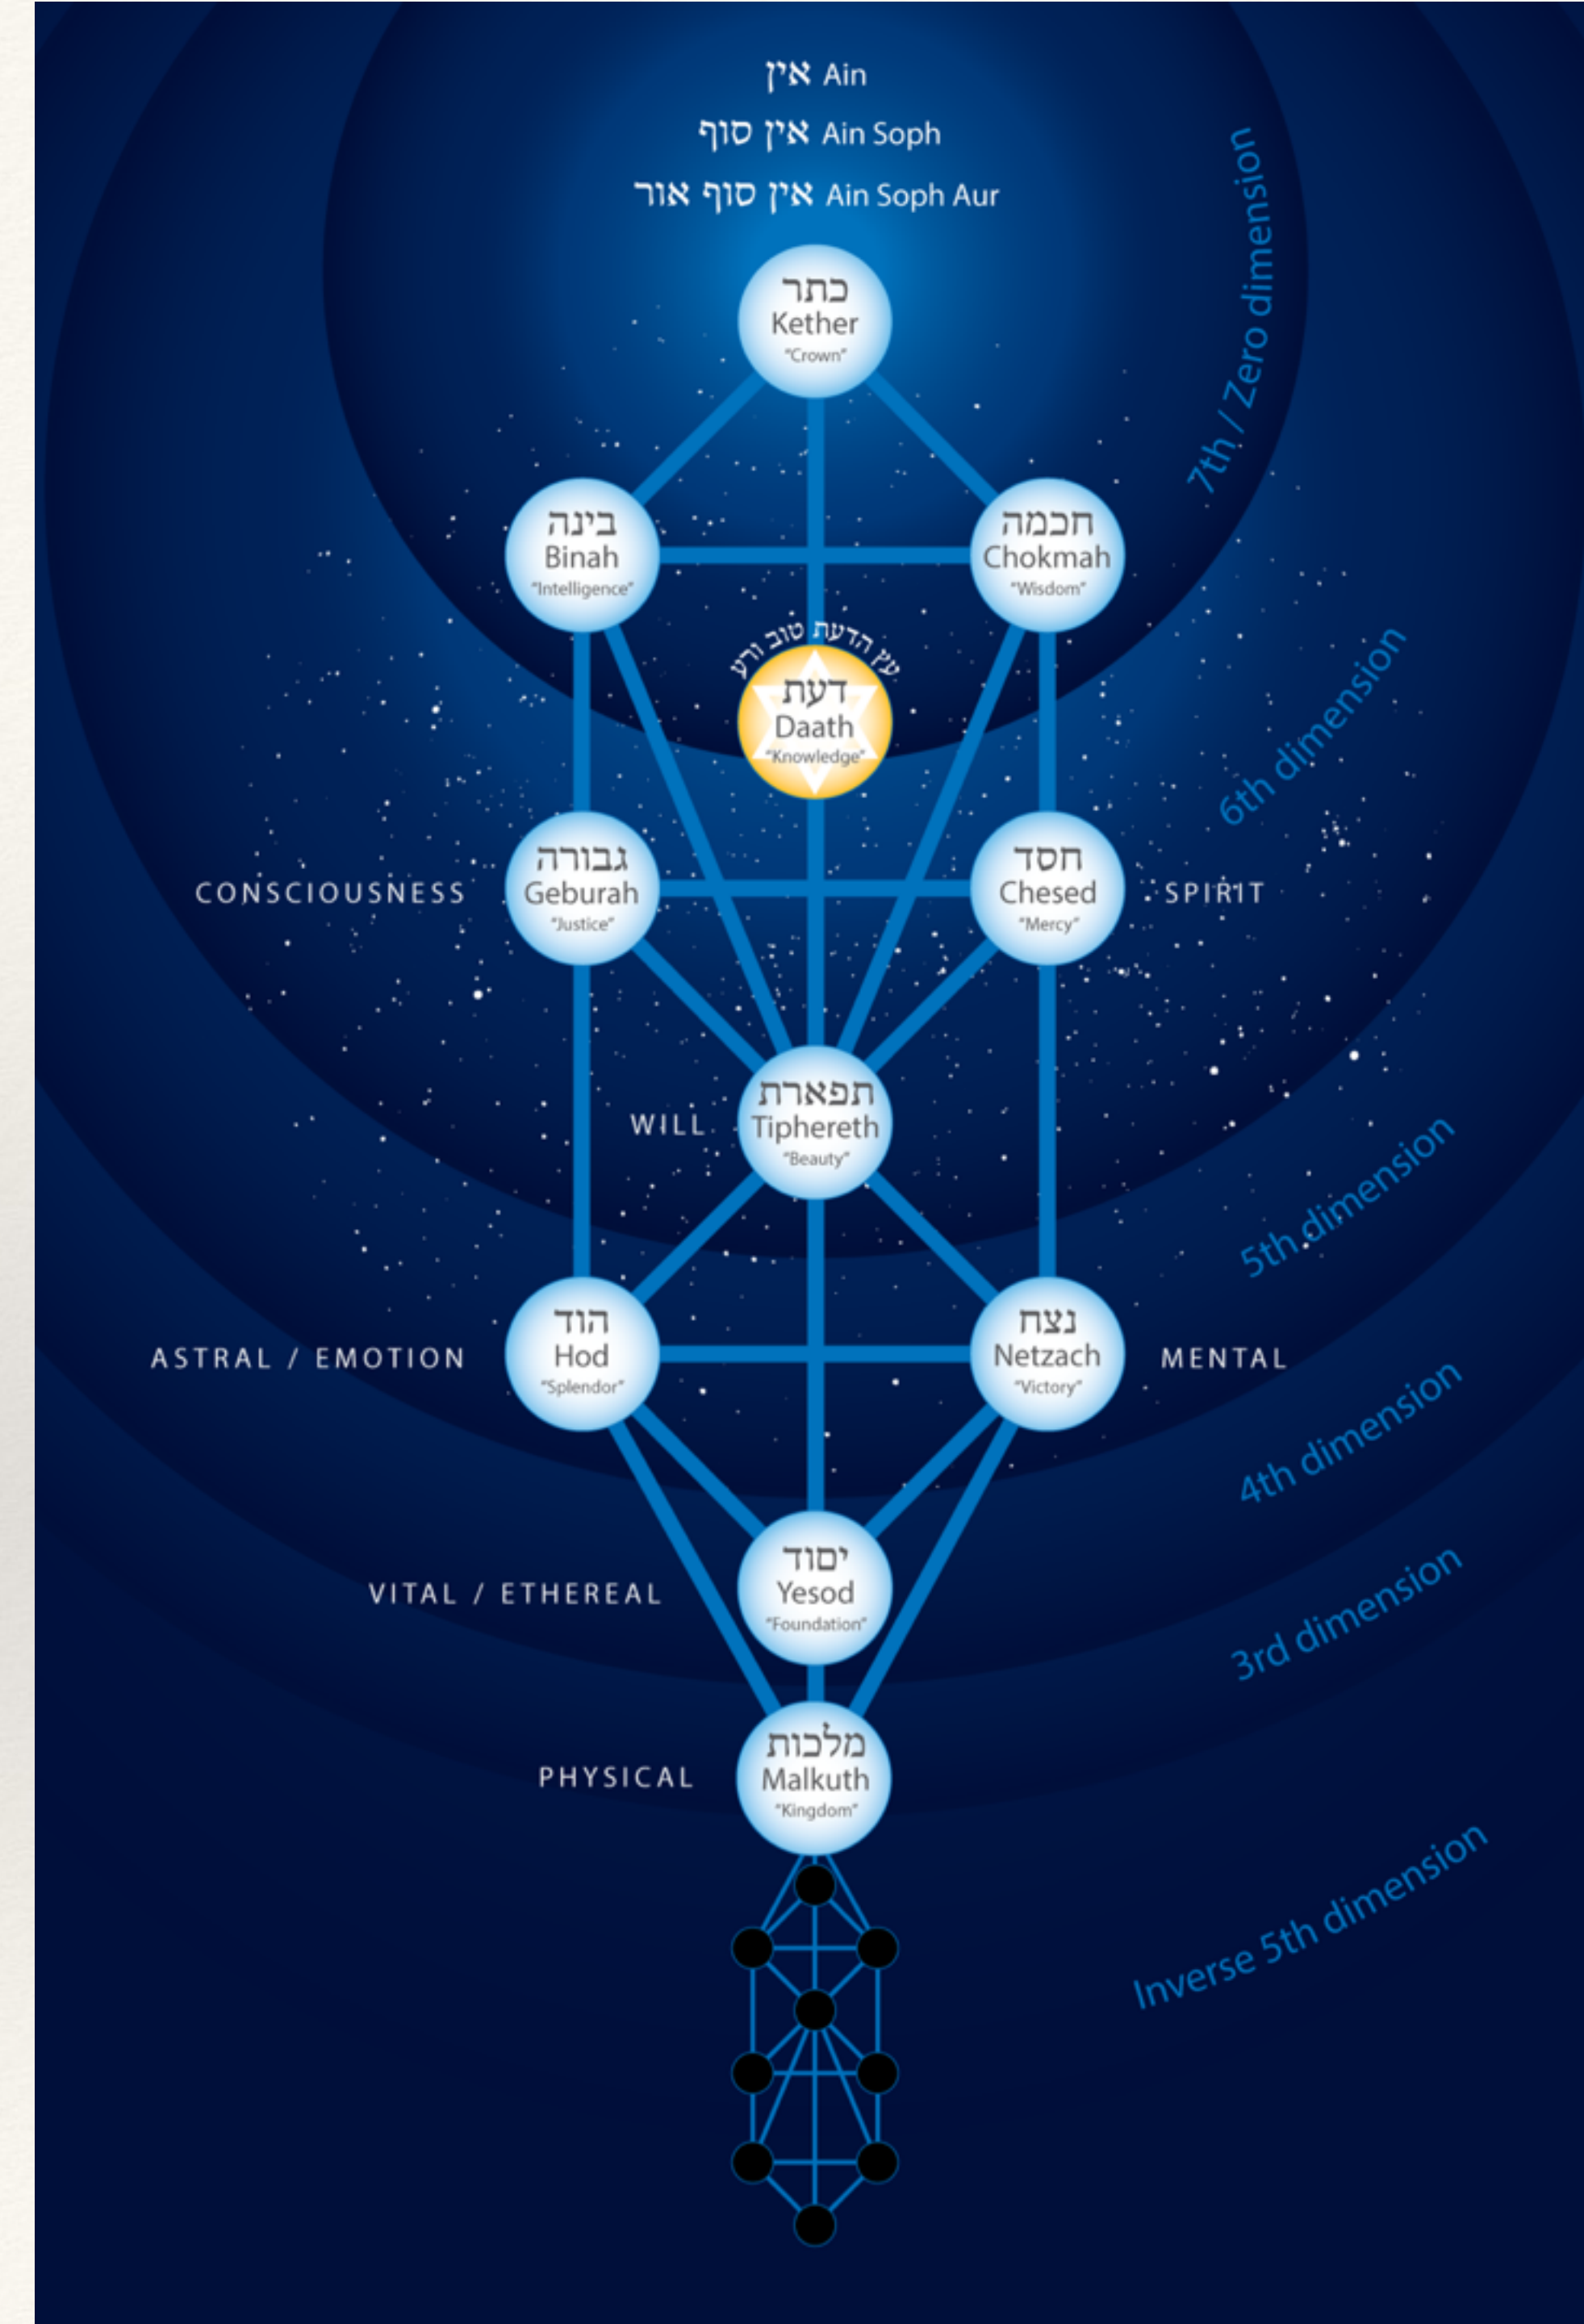 אין Ain
אין סוף Ain Soph
אין סוף אור Ain Soph Aur
7th / Zero dimension
כתר
Kether
“Crown”
בינה
Binah
“Intelligence”
חכמה
Chokmah
“Wisdom”
עץ הדעת טוב ורע
דעת
Daath
“Knowledge”
6th dimension
CONSCIOUSNESS
גבורה
Geburah
“Justice”
חסד
Chesed
“Mercy”
SPIRIT
WILL
תפארת
Tiphereth
“Beauty”
5th dimension
ASTRAL / EMOTION
הוד
Hod
“Splendor”
נצח
Netzach
“Victory”
MENTAL
4th dimension
VITAL / ETHEREAL
יסוד
Yesod
“Foundation”
3rd dimension
PHYSICAL
מלכות
Malkuth
“Kingdom”
Inverse 5th dimension